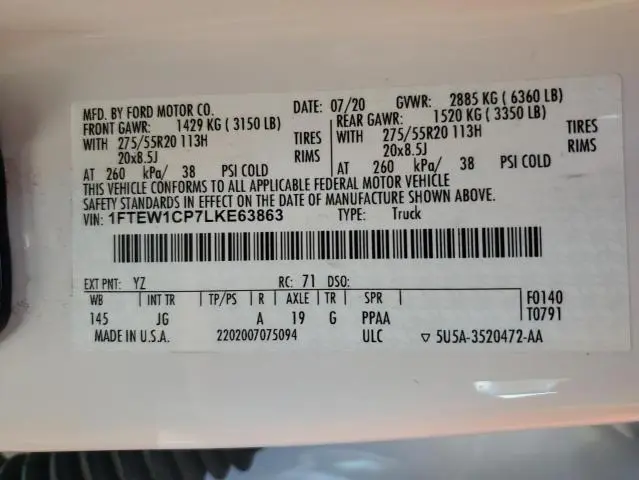 MFD. BY FORD MOTOR CO. DATE: 07/20 GVWR: 2885 KG ( 6360 LB)
FRONT GAWR: 1429 KG ( 3150 LB) REAR GAWR: 1520 KG ( 3350 LB)
WITH 275/55R20 113H TIRES WITH 275/55R20 113H TIRES
20x8.5J RIMS 20x8.5J RIMS
AT 260 kPa/ 38 PSI COLD AT 260 kPa/ 38 PSI COLD
THIS VEHICLE CONFORMS TO ALL APPLICABLE FEDERAL MOTOR VEHICLE
SAFETY STANDARDS IN EFFECT ON THE DATE OF MANUFACTURE SHOWN ABOVE.
VIN: 1FTEW1CP7LKE63863 TYPE: Truck
EXT PNT: YZ RC: 71 DSO:
WB | INT TR | TP/PS | R | AXLE | TR | SPR | F0140
145 JG A 19 G PPAA T0791
MADE IN U.S.A. 2202007075094 ULC ▽ 5U5A-3520472-AA